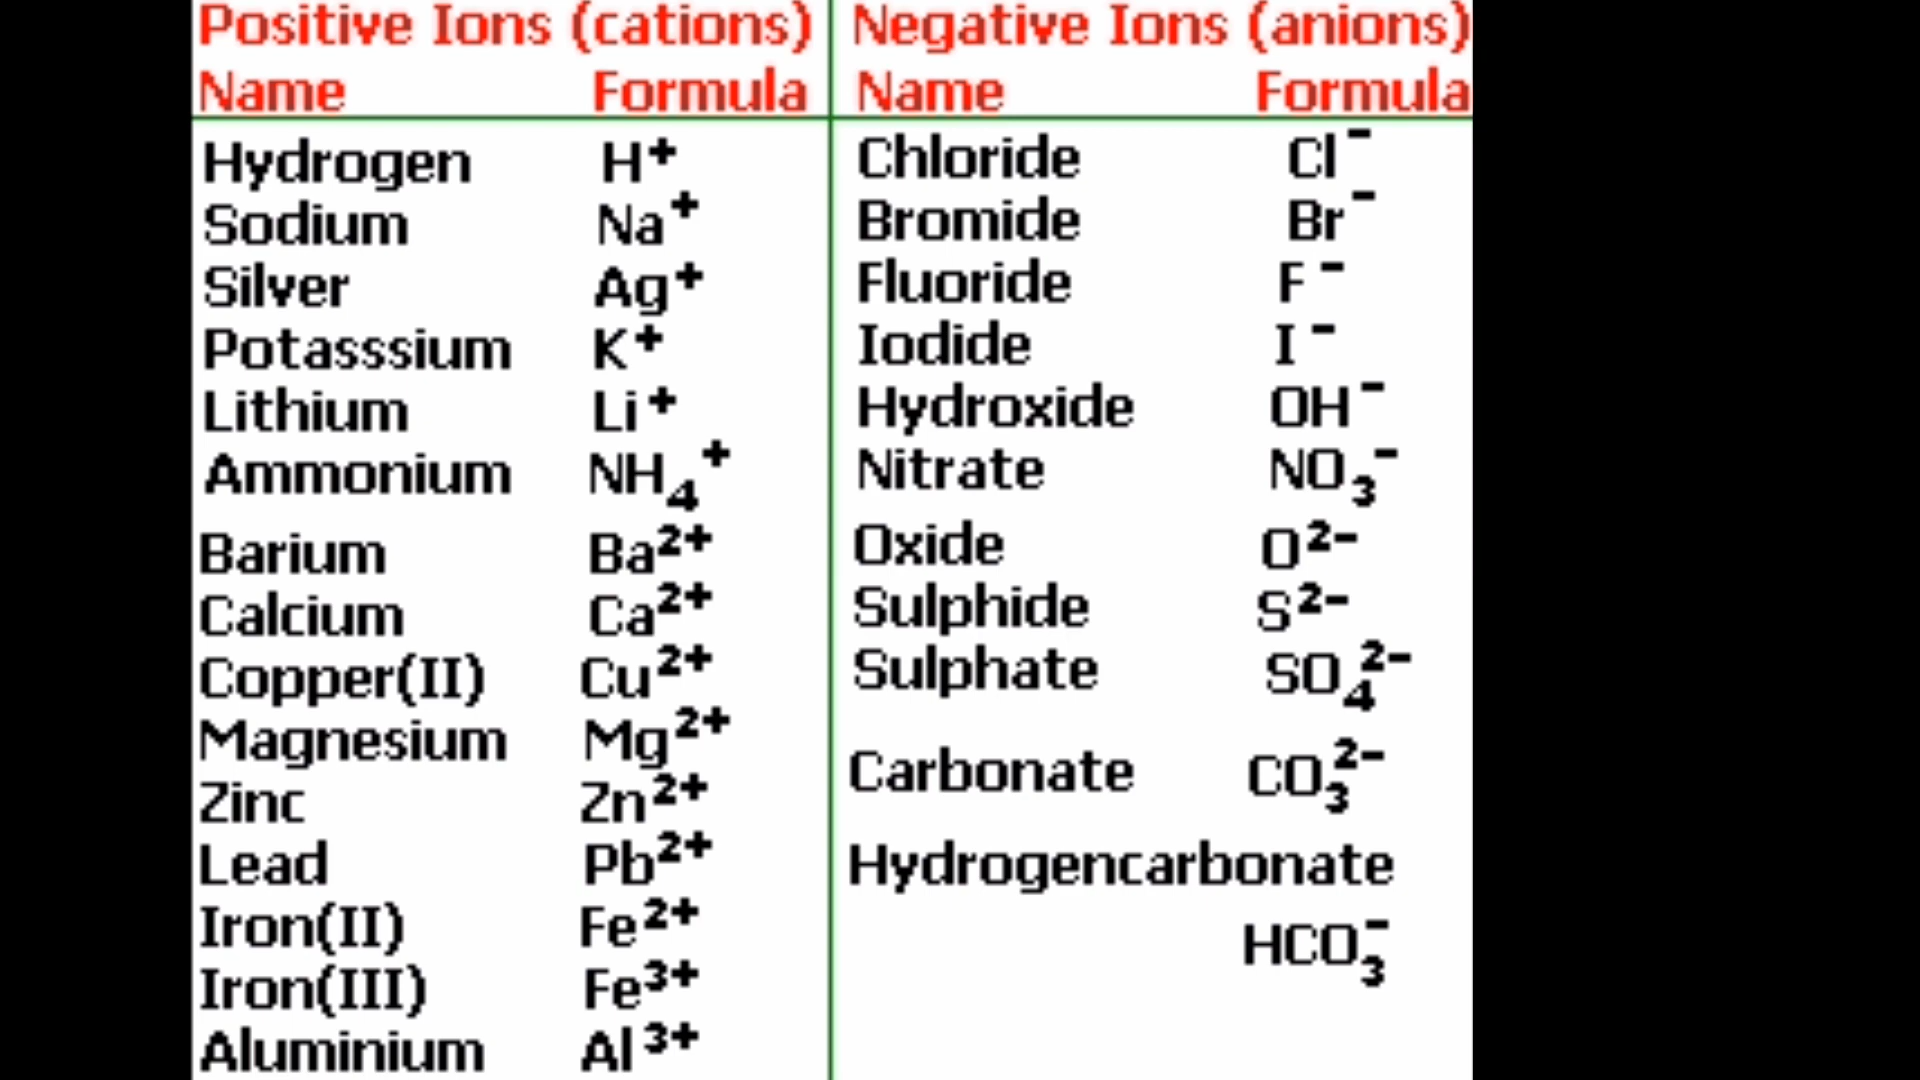 Positive Ions (cations) Negative Ions (anions)
Name Formula Name Formula
Hydrogen H⁺ Chloride Cl⁻
Sodium Na⁺ Bromide Br⁻
Silver Ag⁺ Fluoride F⁻
Potasssium K⁺ Iodide I⁻
Lithium Li⁺ Hydroxide OH⁻
Ammonium NH₄⁺ Nitrate NO₃⁻
Barium Ba²⁺ Oxide O²⁻
Calcium Ca²⁺ Sulphide S²⁻
Copper(II) Cu²⁺ Sulphate SO₄²⁻
Magnesium Mg²⁺ Carbonate CO₃²⁻
Zinc Zn²⁺
Lead Pb²⁺ Hydrogencarbonate
Iron(II) Fe²⁺ HCO₃⁻
Iron(III) Fe³⁺
Aluminium Al³⁺